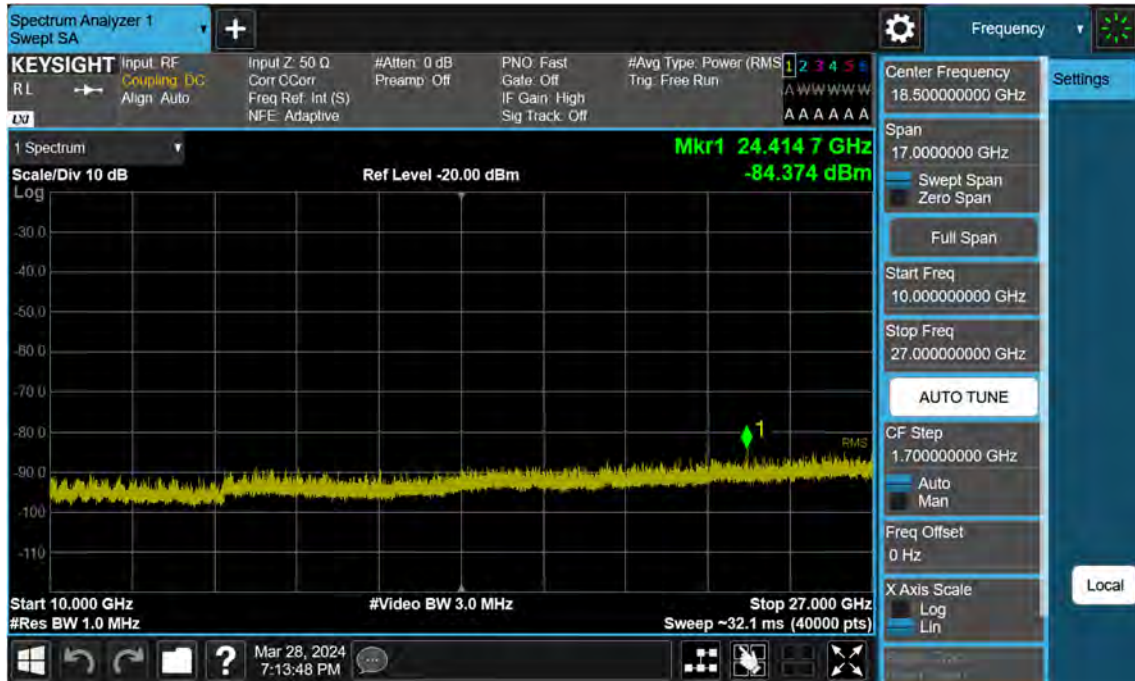 Spectrum Analyzer 1
Swept SA
+
Frequency
KEYSIGHT
RL
LXI
Input: RF
Coupling: DC
Align: Auto
Input Z: 50 Ω
Corr CCorr
Freq Ref: Int (S)
NFE: Adaptive
#Atten: 0 dB
Preamp: Off
PNO: Fast
Gate: Off
IF Gain: High
Sig Track: Off
#Avg Type: Power (RMS
Trig: Free Run
1 2 3 4 5 6
A W W W W W
A A A A A A
1 Spectrum
Scale/Div 10 dB
Ref Level -20.00 dBm
Mkr1 24.414 7 GHz
-84.374 dBm
Log
-30.0
-40.0
-50.0
-60.0
-70.0
-80.0
-90.0
-100
-110
1
RMS
Start 10.000 GHz
#Res BW 1.0 MHz
#Video BW 3.0 MHz
Stop 27.000 GHz
Sweep ~32.1 ms (40000 pts)
?
Mar 28, 2024
7:13:48 PM
Center Frequency
18.500000000 GHz
Span
17.0000000 GHz
Swept Span
Zero Span
Full Span
Start Freq
10.000000000 GHz
Stop Freq
27.000000000 GHz
AUTO TUNE
CF Step
1.700000000 GHz
Auto
Man
Freq Offset
0 Hz
X Axis Scale
Log
Lin
Settings
Local